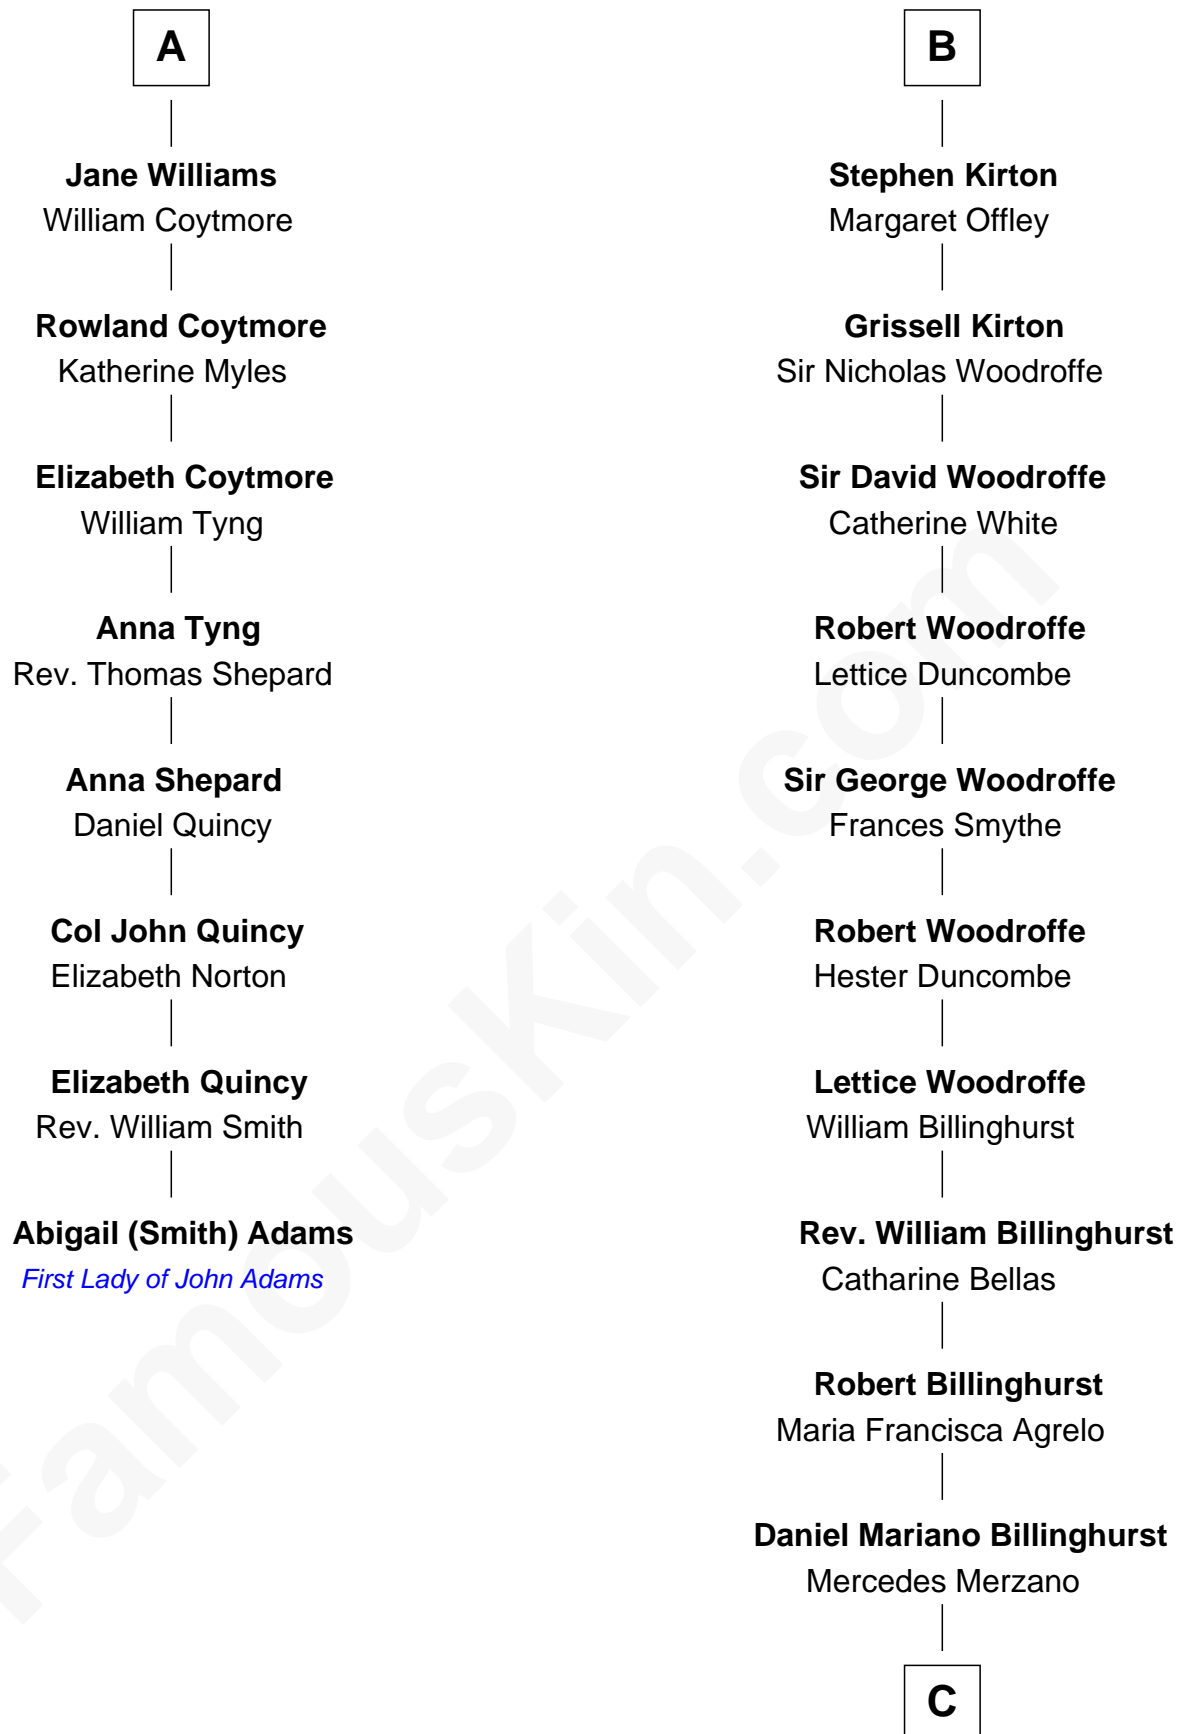 A
Jane Williams
William Coytmore
Rowland Coytmore
Katherine Myles
Elizabeth Coytmore
William Tyng
Anna Tyng
Rev. Thomas Shepard
Anna Shepard
Daniel Quincy
Col John Quincy
Elizabeth Norton
Elizabeth Quincy
Rev. William Smith
Abigail (Smith) Adams
First Lady of John Adams
B
Stephen Kirton
Margaret Offley
Grissell Kirton
Sir Nicholas Woodroffe
Sir David Woodroffe
Catherine White
Robert Woodroffe
Lettice Duncombe
Sir George Woodroffe
Frances Smythe
Robert Woodroffe
Hester Duncombe
Lettice Woodroffe
William Billinghurst
Rev. William Billinghurst
Catharine Bellas
Robert Billinghurst
Maria Francisca Agrelo
Daniel Mariano Billinghurst
Mercedes Merzano
C
FamousKin.com